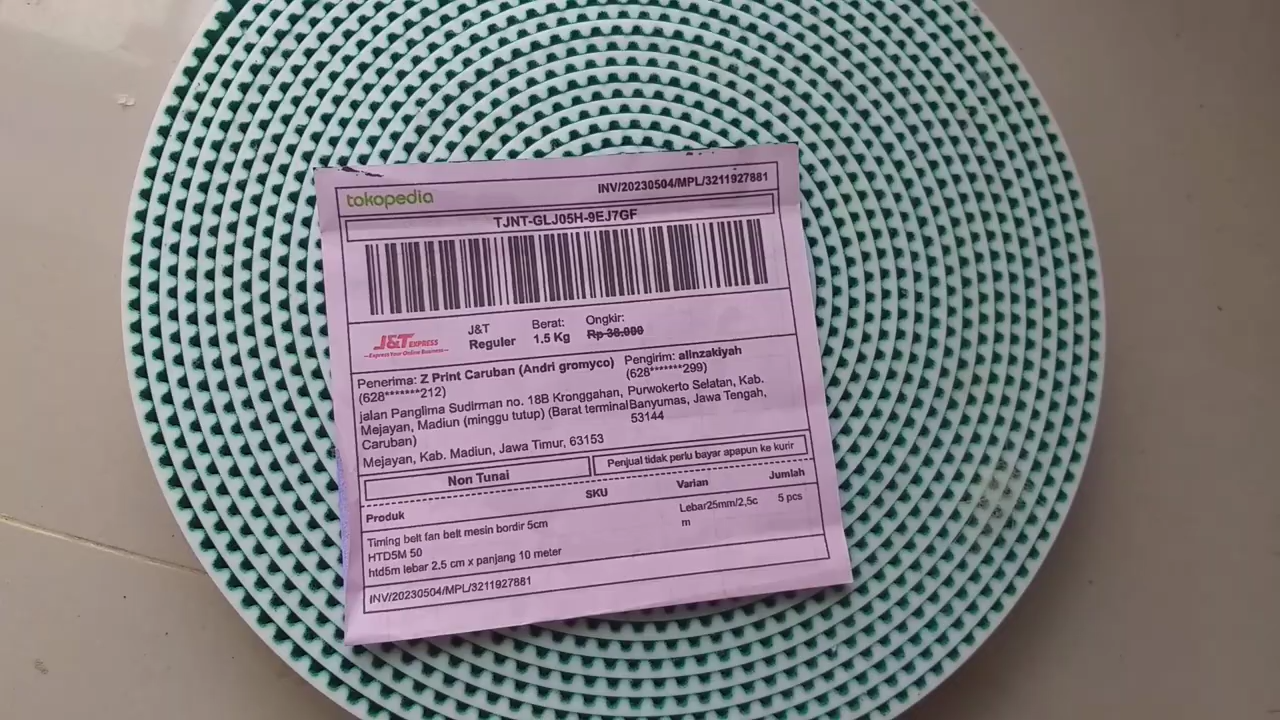 tokopedia
INV/20230504/MPL/3211927881
TJNT-GLJ05H-9EJ7GF
J&T EXPRESS
Express Your Online Business
J&T
Reguler
Berat:
1.5 Kg
Ongkir:
Rp 38.000
Penerima: Z Print Caruban (Andri gromyco)
(628*******212)
jalan Panglima Sudirman no. 18B Kronggahan,
Mejayan, Madiun (minggu tutup) (Barat terminal
Caruban)
Mejayan, Kab. Madiun, Jawa Timur, 63153
Pengirim: alinzakiyah
(628*******299)
Purwokerto Selatan, Kab.
Banyumas, Jawa Tengah,
53144
Non Tunai
Penjual tidak perlu bayar apapun ke kurir
Produk
SKU
Varian
Jumlah
Timing belt fan belt mesin bordir 5cm
HTD5M 50
htd5m lebar 2.5 cm x panjang 10 meter
Lebar25mm/2,5c
m
5 pcs
INV/20230504/MPL/3211927881